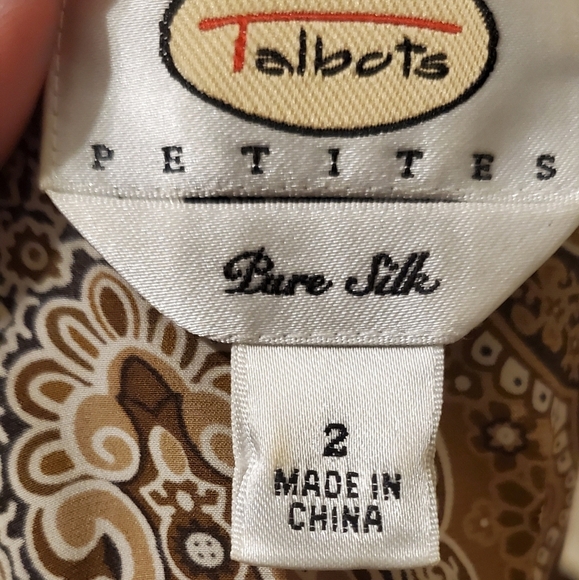 Talbots
PETITES
Pure Silk
2
MADE IN
CHINA